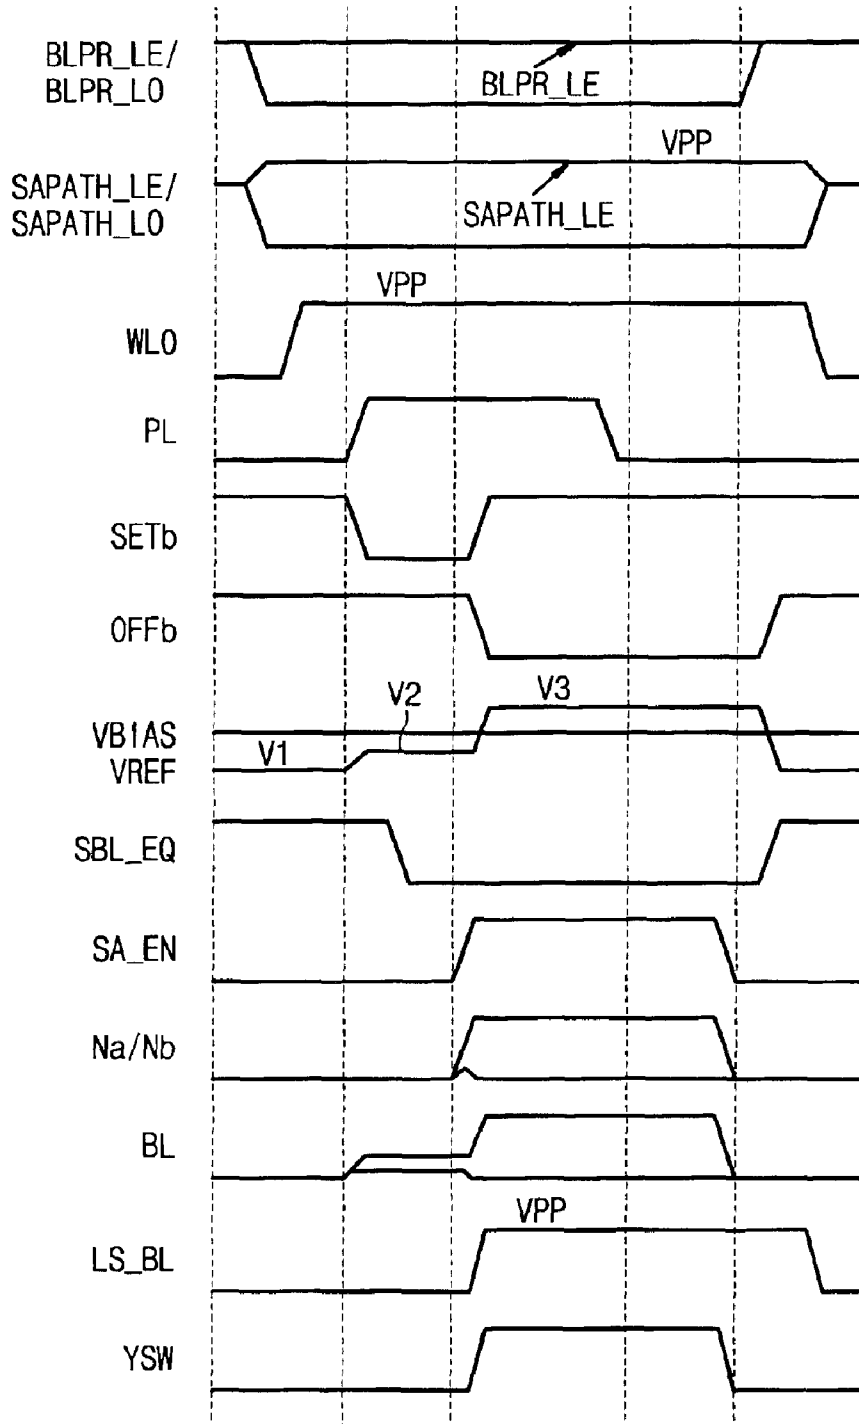 BLPR_LE/
BLPR_LO
BLPR_LE
VPP
SAPATH_LE/
SAPATH_LO
SAPATH_LE
VPP
WL0
PL
SETb
OFFb
V2
V3
VBIAS
V1
VREF
SBL_EQ
SA_EN
Na/Nb
BL
VPP
LS_BL
YSW